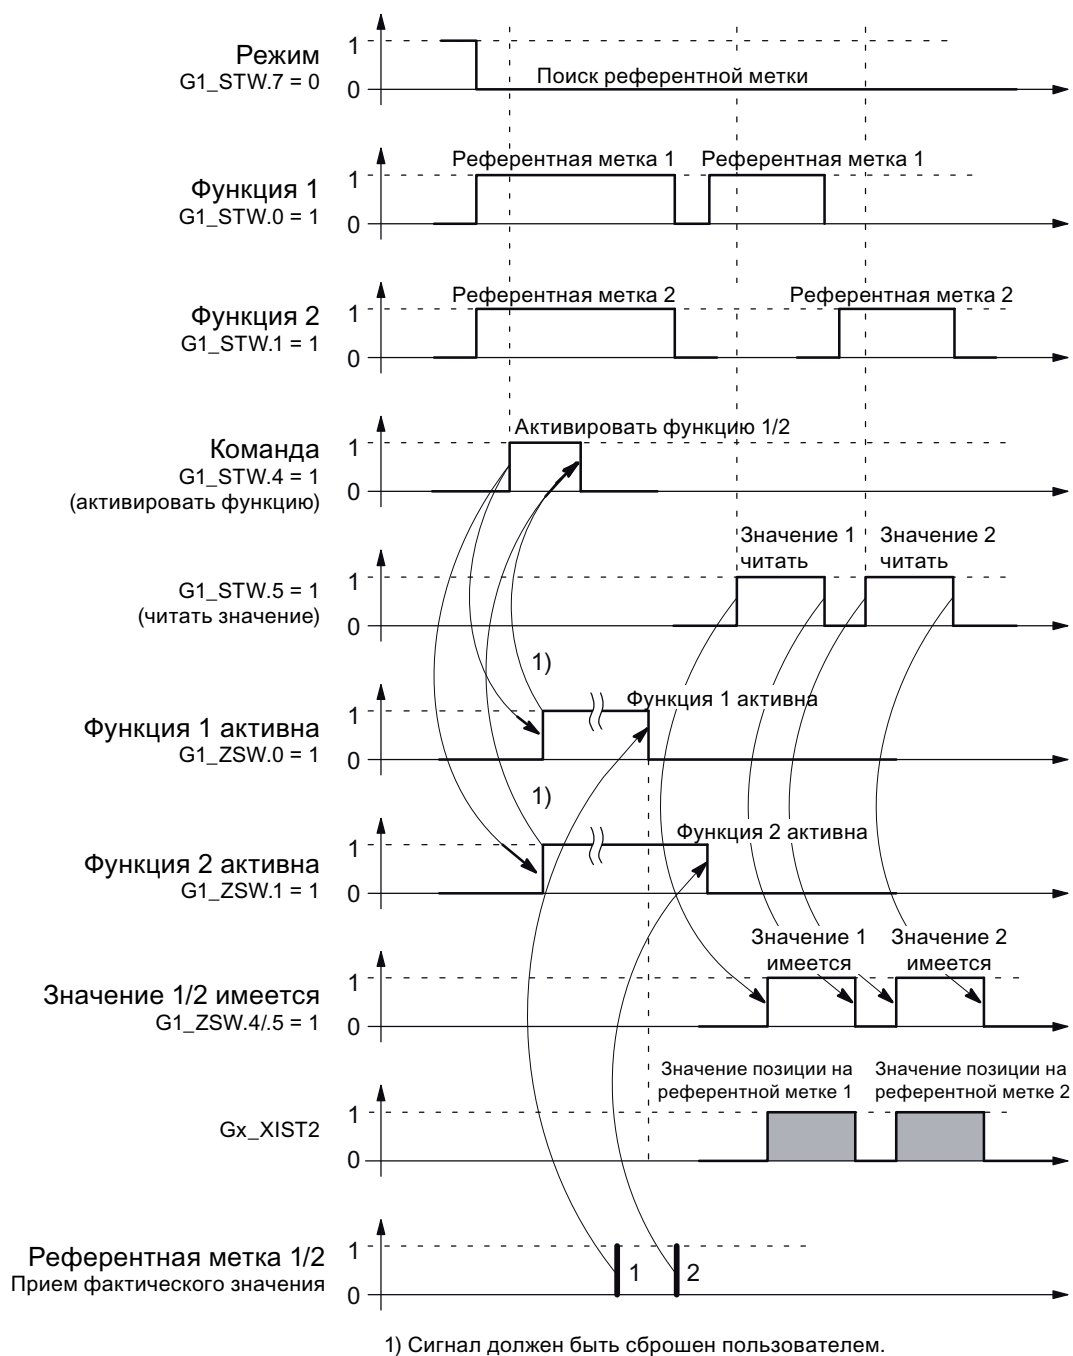 Режим
G1_STW.7 = 0
1
0
Поиск референтной метки
Функция 1
G1_STW.0 = 1
1
0
Референтная метка 1
Референтная метка 1
Функция 2
G1_STW.1 = 1
1
0
Референтная метка 2
Референтная метка 2
Команда
G1_STW.4 = 1
(активировать функцию)
1
0
Активировать функцию 1/2
G1_STW.5 = 1
(читать значение)
1
0
Значение 1
читать
Значение 2
читать
1)
Функция 1 активна
G1_ZSW.0 = 1
1
0
Функция 1 активна
1)
Функция 2 активна
G1_ZSW.1 = 1
1
0
Функция 2 активна
Значение 1/2 имеется
G1_ZSW.4/.5 = 1
1
0
Значение 1
имеется
Значение 2
имеется
Gx_XIST2
1
0
Значение позиции на
референтной метке 1
Значение позиции на
референтной метке 2
Референтная метка 1/2
Прием фактического значения
1
0
1
2
1) Сигнал должен быть сброшен пользователем.